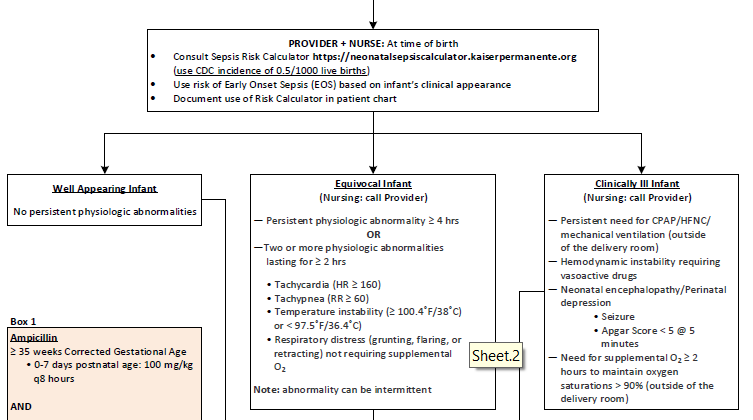 PROVIDER + NURSE: At time of birth
• Consult Sepsis Risk Calculator https://neonatalsepsiscalculator.kaiserpermanente.org
(use CDC incidence of 0.5/1000 live births)
• Use risk of Early Onset Sepsis (EOS) based on infant's clinical appearance
• Document use of Risk Calculator in patient chart
Well Appearing Infant
No persistent physiologic abnormalities
Equivocal Infant
(Nursing: call Provider)
— Persistent physiologic abnormality ≥ 4 hrs
OR
—Two or more physiologic abnormalities
lasting for ≥ 2 hrs
• Tachycardia (HR ≥ 160)
• Tachypnea (RR ≥ 60)
• Temperature instability (≥ 100.4˚F/38˚C)
or < 97.5˚F/36.4˚C)
• Respiratory distress (grunting, flaring, or
retracting) not requiring supplemental
O₂
Note: abnormality can be intermittent
Clinically Ill Infant
(Nursing: call Provider)
— Persistent need for CPAP/HFNC/
mechanical ventilation (outside
of the delivery room)
— Hemodynamic instability requiring
vasoactive drugs
— Neonatal encephalopathy/Perinatal
depression
• Seizure
• Apgar Score < 5 @ 5
minutes
— Need for supplemental O₂ ≥ 2
hours to maintain oxygen
saturations > 90% (outside of the
delivery room)
Sheet.2
Box 1
Ampicillin
≥ 35 weeks Corrected Gestational Age
• 0-7 days postnatal age: 100 mg/kg
q8 hours
AND